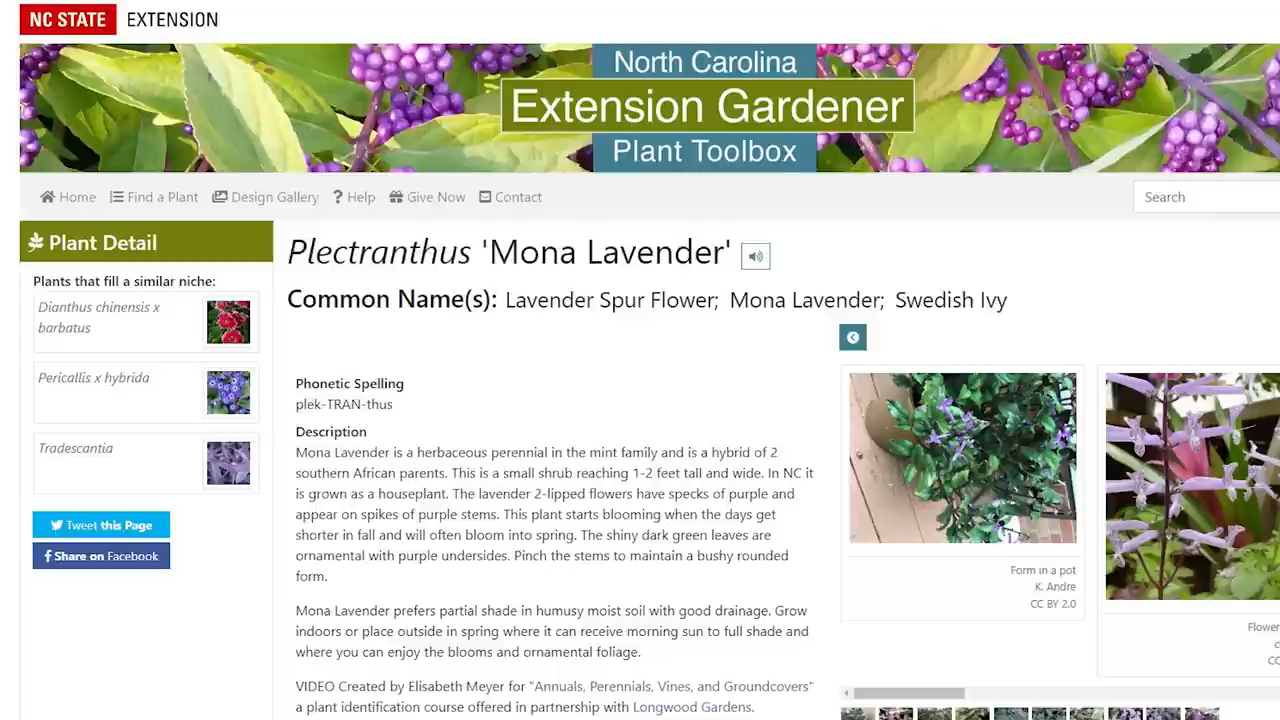 NC STATE EXTENSION
North Carolina
Extension Gardener
Plant Toolbox
Home Find a Plant Design Gallery Help Give Now Contact
Search
Plant Detail
Plants that fill a similar niche:
Dianthus chinensis x
barbatus
Pericallis x hybrida
Tradescantia
Tweet this Page
Share on Facebook
Plectranthus 'Mona Lavender'
Common Name(s): Lavender Spur Flower; Mona Lavender; Swedish Ivy
Phonetic Spelling
plek-TRAN-thus
Description
Mona Lavender is a herbaceous perennial in the mint family and is a hybrid of 2
southern African parents. This is a small shrub reaching 1-2 feet tall and wide. In NC it
is grown as a houseplant. The lavender 2-lipped flowers have specks of purple and
appear on spikes of purple stems. This plant starts blooming when the days get
shorter in fall and will often bloom into spring. The shiny dark green leaves are
ornamental with purple undersides. Pinch the stems to maintain a bushy rounded
form.
Mona Lavender prefers partial shade in humusy moist soil with good drainage. Grow
indoors or place outside in spring where it can receive morning sun to full shade and
where you can enjoy the blooms and ornamental foliage.
VIDEO Created by Elisabeth Meyer for "Annuals, Perennials, Vines, and Groundcovers"
a plant identification course offered in partnership with Longwood Gardens.
Form in a pot
K. Andre
CC BY 2.0